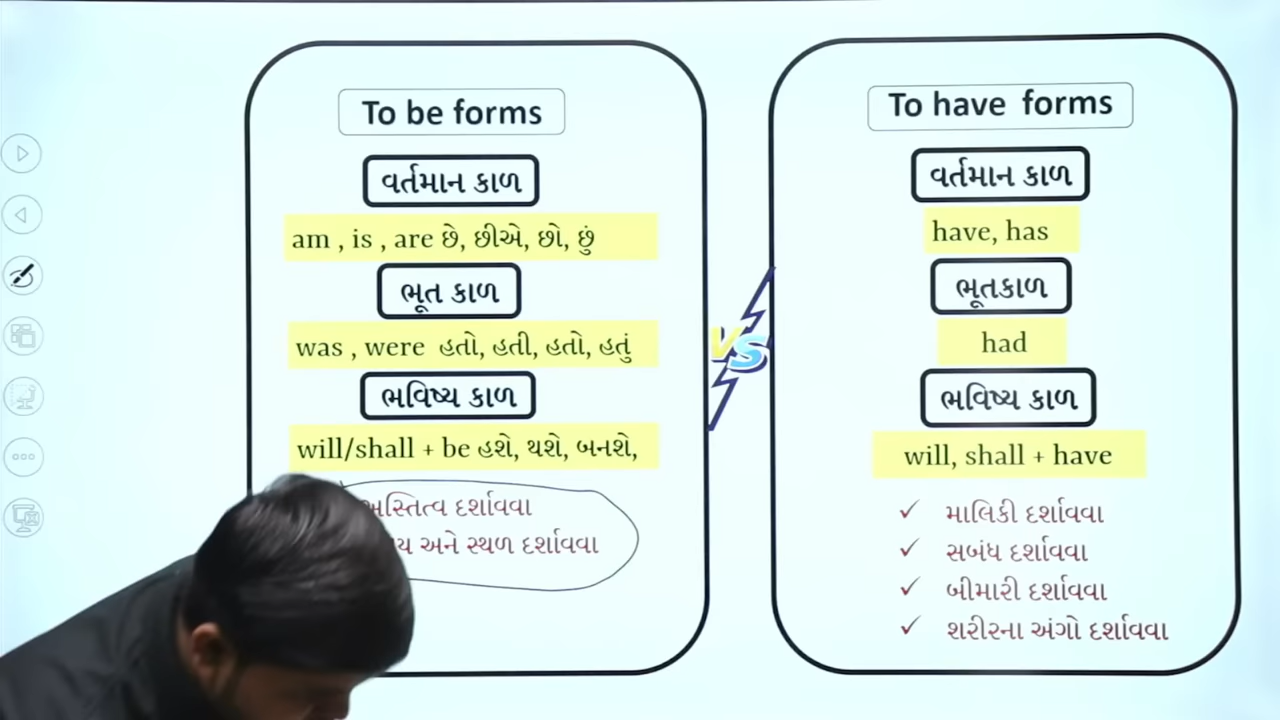 To be forms
વર્તમાન કાળ
am , is , are છે, છીએ, છો, છું
ભૂત કાળ
was , were હતો, હતી, હતો, હતું
ભવિષ્ય કાળ
will/shall + be હશે, થશે, બનશે,
અસ્તિત્વ દર્શાવવા
અને સ્થળ દર્શાવવા
VS
To have forms
વર્તમાન કાળ
have, has
ભૂતકાળ
had
ભવિષ્ય કાળ
will, shall + have
✓ માલિકી દર્શાવવા
✓ સબંધ દર્શાવવા
✓ બીમારી દર્શાવવા
✓ શરીરના અંગો દર્શાવવા